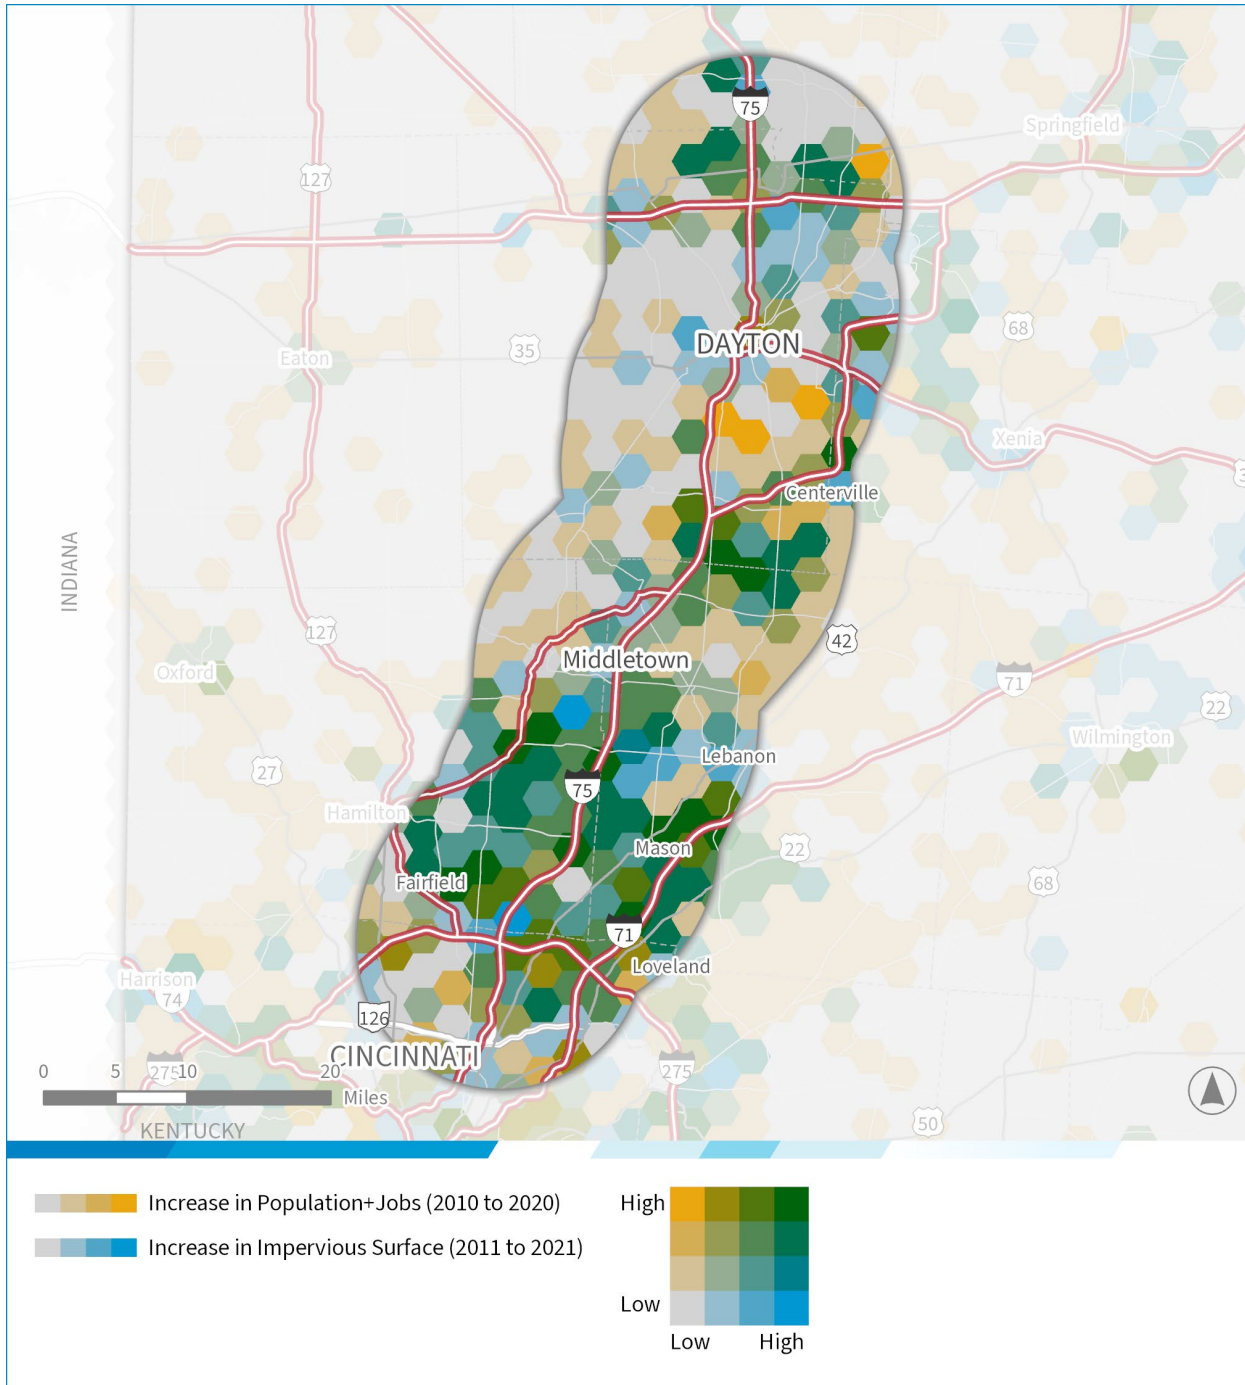 75
Springfield
127
DAYTON
68
35
Eaton
Xenia
Centerville
INDIANA
127
42
Middletown
Oxford
71
22
Wilmington
Lebanon
27
75
Hamilton
Mason
22
Fairfield
68
71
Loveland
Harrison
74
126
CINCINNATI
275
275
0 5 10 20
Miles
50
KENTUCKY
Increase in Population+Jobs (2010 to 2020)
Increase in Impervious Surface (2011 to 2021)
High
Low
Low High